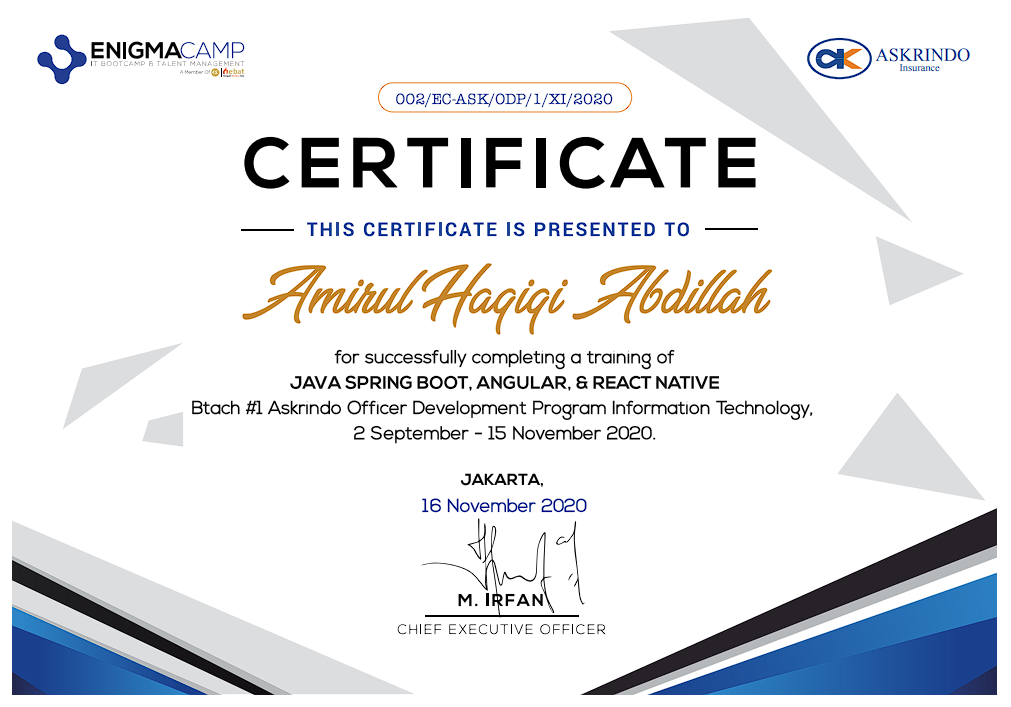 ENIGMACAMP
IT BOOTCAMP & TALENT MANAGEMENT
A Member Of
ASKRINDO
Insurance
002/EC-ASK/ODP/1/XI/2020
CERTIFICATE
THIS CERTIFICATE IS PRESENTED TO
Amirul Haqiqi Abdillah
for successfully completing a training of
JAVA SPRING BOOT, ANGULAR, & REACT NATIVE
Btach #1 Askrindo Officer Development Program Information Technology,
2 September - 15 November 2020.
JAKARTA,
16 November 2020
M. IRFAN
CHIEF EXECUTIVE OFFICER